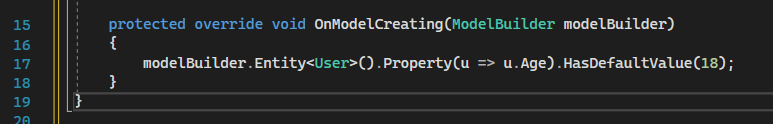 15 protected override void OnModelCreating(ModelBuilder modelBuilder)
16 {
17 modelBuilder.Entity<User>().Property(u => u.Age).HasDefaultValue(18);
18 }
19 }
20